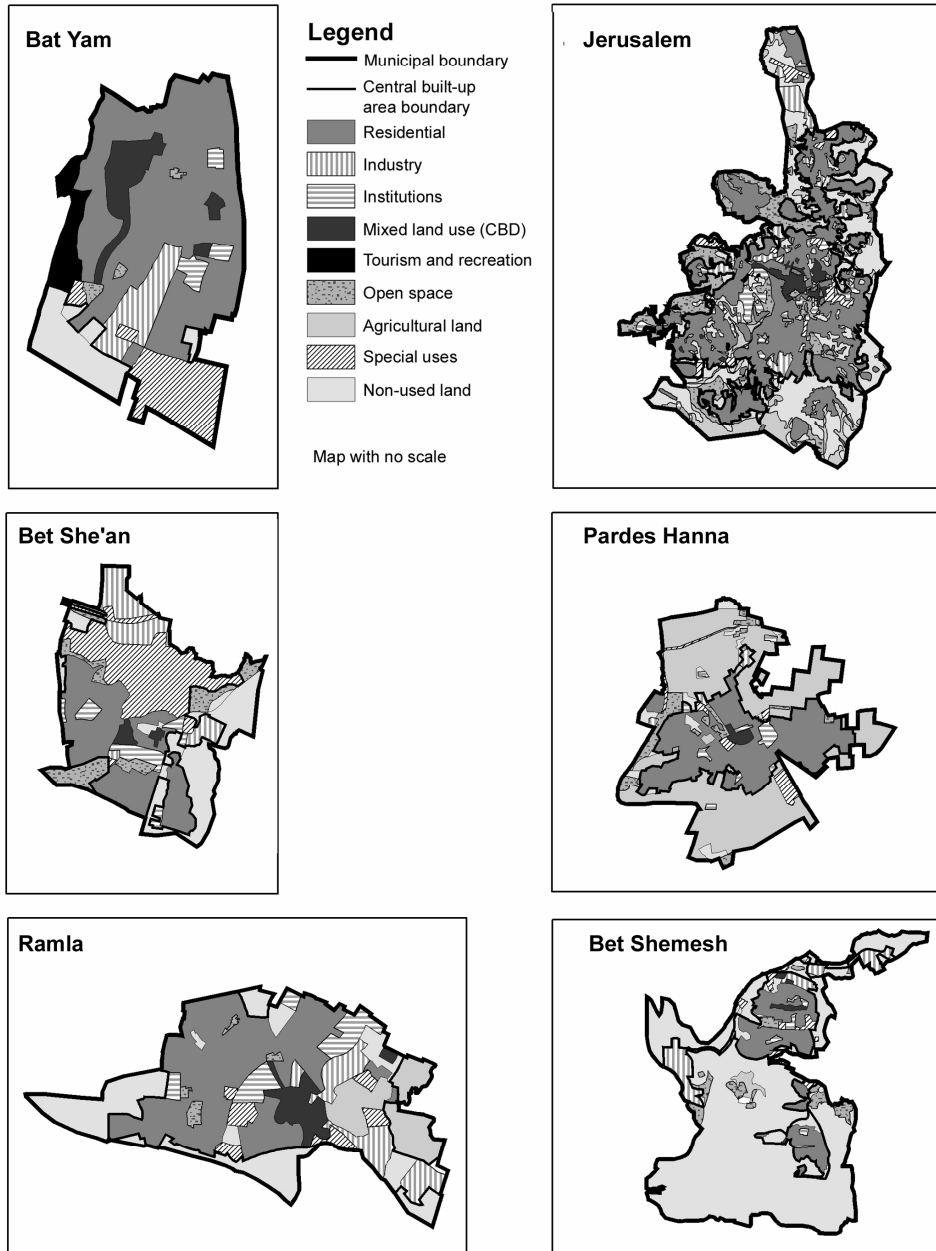 Bat Yam
Legend
Municipal boundary
Central built-up
area boundary
Residential
Industry
Institutions
Mixed land use (CBD)
Tourism and recreation
Open space
Agricultural land
Special uses
Non-used land
Map with no scale
Jerusalem
Bet She'an
Pardes Hanna
Ramla
Bet Shemesh